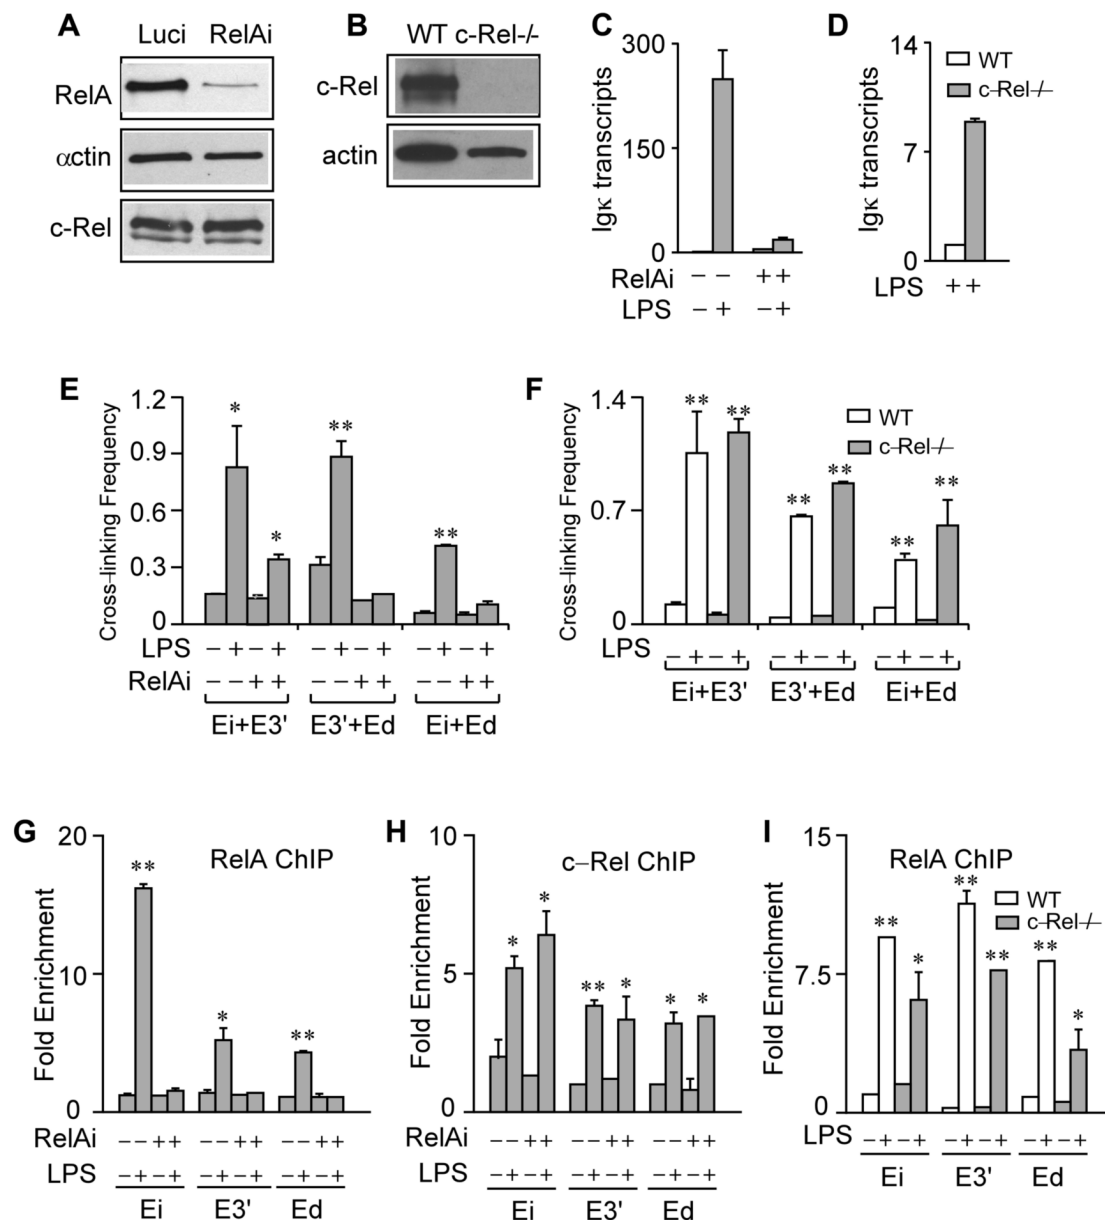 A
Luci RelAi
RelA
αctin
c-Rel
B
WT c-Rel-/-
c-Rel
actin
C
300
150
0
Igκ transcripts
RelAi − − + +
LPS − + − +
D
14
7
0
Igκ transcripts
WT
c-Rel-/-
LPS + +
E
1.2
0.9
0.6
0.3
0
Cross-linking Frequency
* * ** **
LPS − + − + − + − + − + − +
RelAi − − + + − − + + − − + +
Ei+E3' E3'+Ed Ei+Ed
F
1.4
0.7
0
Cross-linking Frequency
WT
c-Rel-/-
** ** ** ** ** **
LPS − + − + − + − + − + − +
Ei+E3' E3'+Ed Ei+Ed
G
20
10
0
Fold Enrichment
RelA ChIP
** * **
RelAi − − + + − − + + − − + +
LPS − + − + − + − + − + − +
Ei E3' Ed
H
10
5
0
Fold Enrichment
c-Rel ChIP
* * ** * * *
RelAi − − + + − − + + − − + +
LPS − + − + − + − + − + − +
Ei E3' Ed
I
15
7.5
0
Fold Enrichment
RelA ChIP
WT
c-Rel-/-
** * ** ** ** *
LPS − + − + − + − + − + − +
Ei E3' Ed